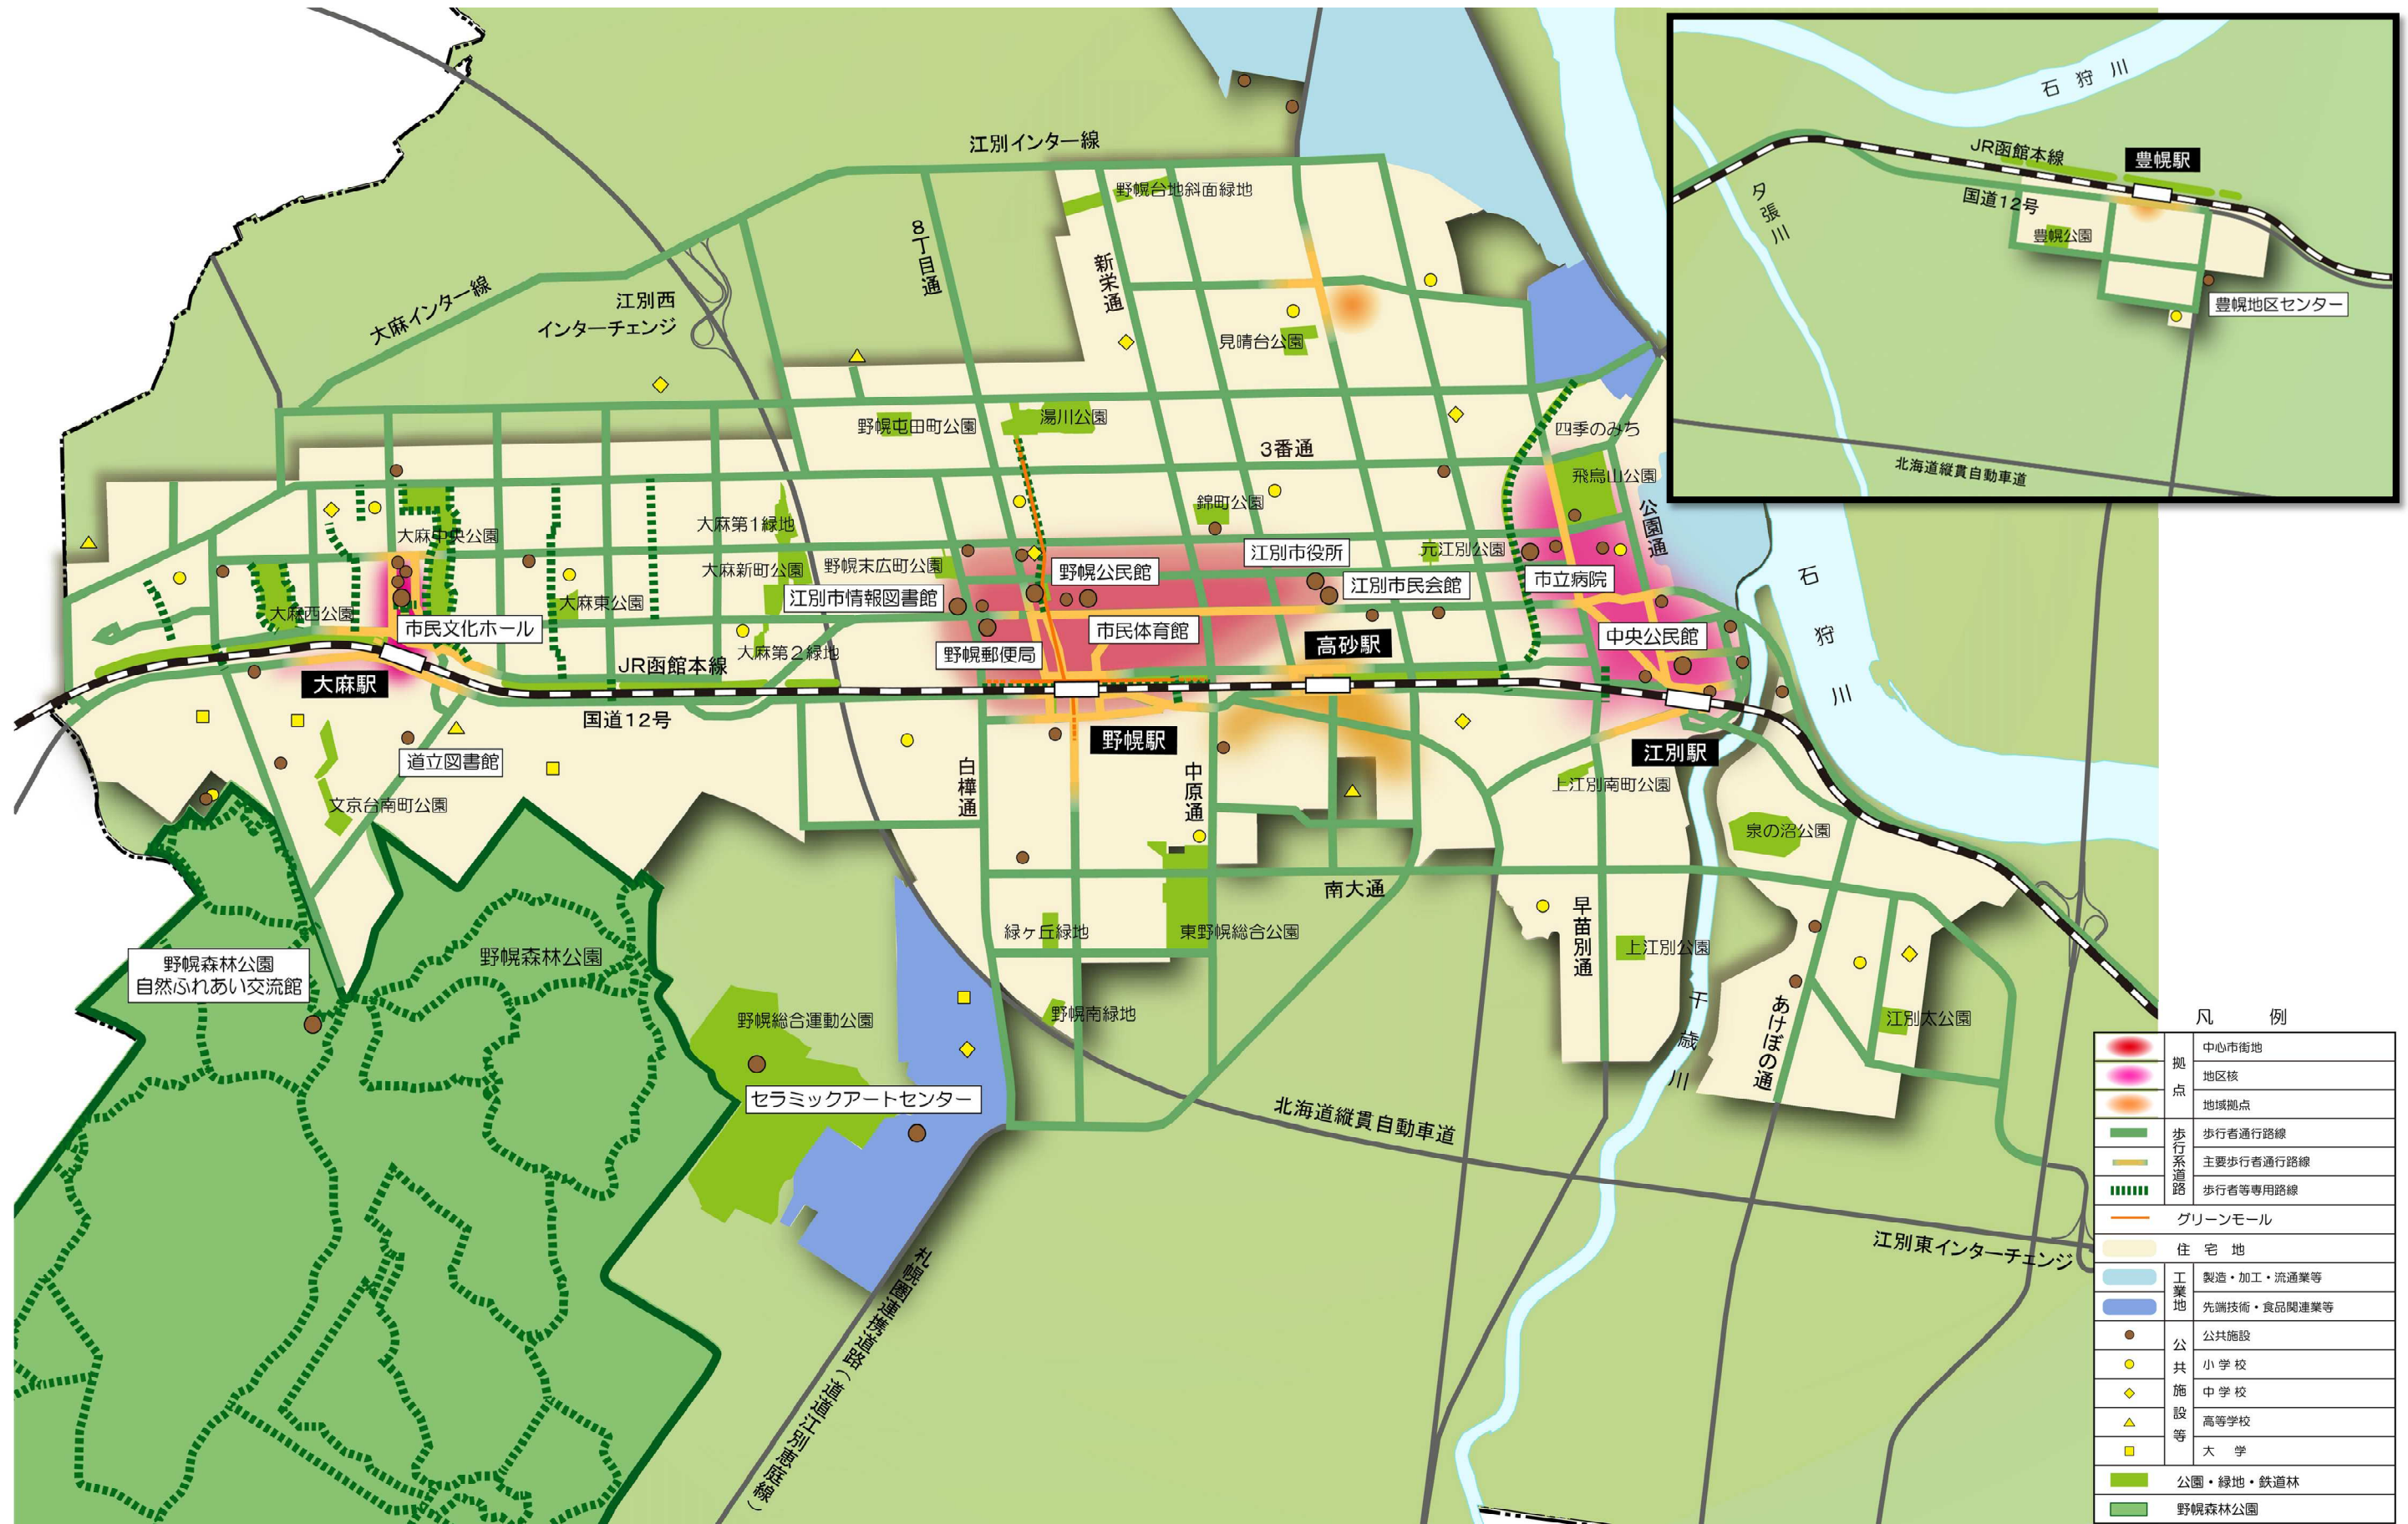 石狩川
JR函館本線
豊幌駅
夕張川
国道12号
豊幌公園
豊幌地区センター
北海道縦貫自動車道
江別インター線
野幌台地斜面緑地
8丁目通
新栄通
大麻インター線
江別西
インターチェンジ
見晴台公園
野幌屯田町公園
湯川公園
3番通
四季のみち
飛烏山公園
公園通
錦町公園
大麻第1緑地
大麻中央公園
大麻新町公園
野幌末広町公園
野幌公民館
江別市役所
元江別公園
市立病院
石狩川
江別市情報図書館
江別市民会館
大麻西公園
大麻東公園
市民文化ホール
市民体育館
中央公民館
野幌郵便局
高砂駅
大麻第2緑地
JR函館本線
大麻駅
国道12号
野幌駅
江別駅
道立図書館
白樺通
中原通
上江別南町公園
文京台南町公園
泉の沼公園
南大通
早苗別通
緑ヶ丘緑地
東野幌総合公園
上江別公園
野幌森林公園
自然ふれあい交流館
野幌森林公園
野幌総合運動公園
野幌南緑地
千歳川
あけぼの通
江別太公園
セラミックアートセンター
北海道縦貫自動車道
江別東インターチェンジ
札幌圏連携道路(道道江別恵庭線)
凡 例
拠点
中心市街地
地区核
地域拠点
歩行系道路
歩行者通行路線
主要歩行者通行路線
歩行者等専用路線
グリーンモール
住 宅 地
工業地
製造・加工・流通業等
先端技術・食品関連業等
公共施設等
公共施設
小 学 校
中 学 校
高等学校
大 学
公園・緑地・鉄道林
野幌森林公園